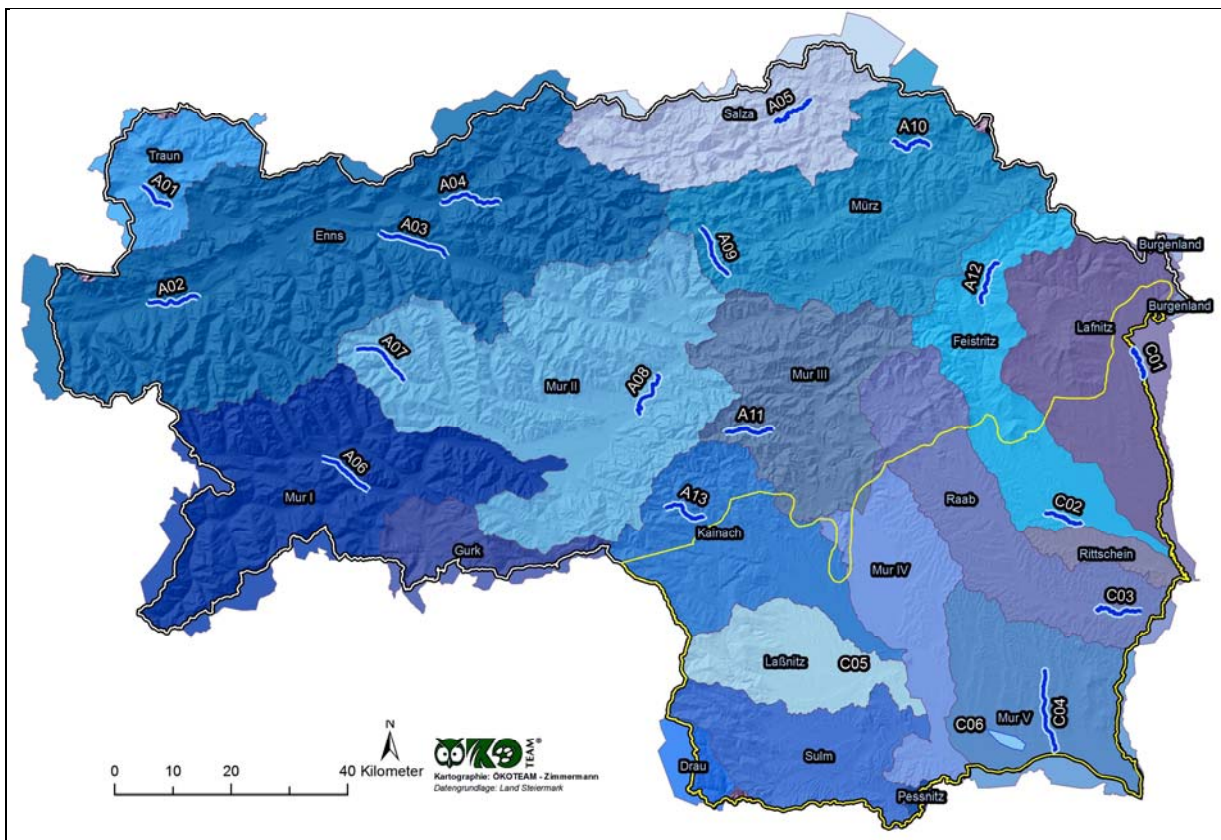 A05
Salza
A10
Traun
A01
A04
Mürz
A03
Enns
A09
Burgenland
A02
A12
Burgenland
Lafnitz
Feistritz
A07
C01
Mur II
A08
Mur III
A11
A06
Mur I
A13
Raab
C02
Kainach
Gurk
Rittschein
Mur IV
C03
Laßnitz
C05
C04
C06
Mur V
N
ÖKO
TEAM®
Sulm
Drau
Kartographie: ÖKOTEAM - Zimmermann
Datengrundlage: Land Steiermark
0 10 20 40 Kilometer
Pessnitz